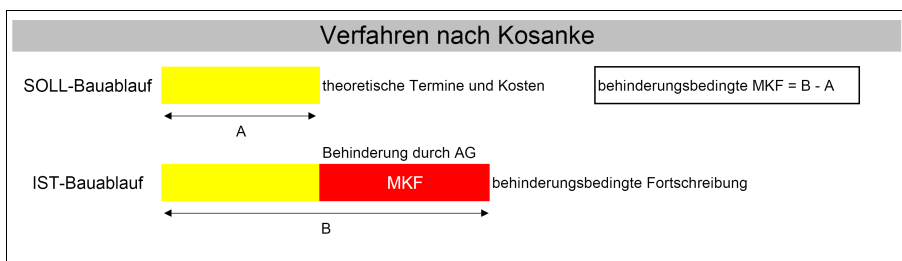 Verfahren nach Kosanke
SOLL-Bauablauf
theoretische Termine und Kosten
behinderungsbedingte MKF = B - A
A
Behinderung durch AG
IST-Bauablauf
MKF
behinderungsbedingte Fortschreibung
B